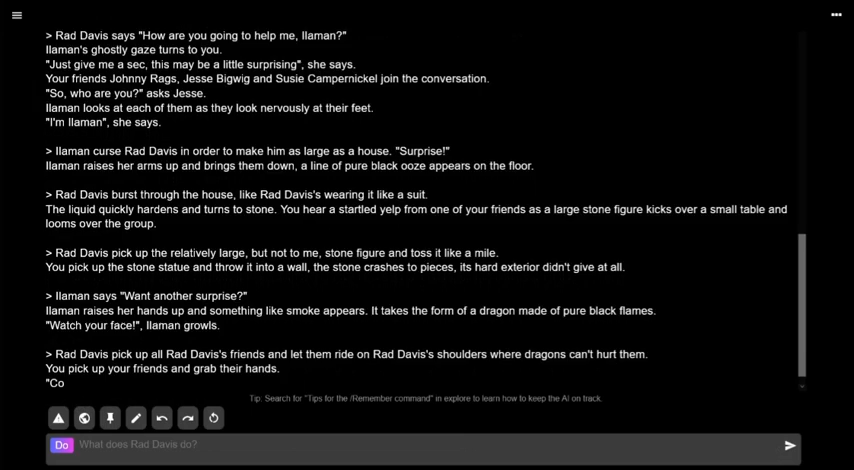 > Rad Davis says "How are you going to help me, Ilaman?"
Ilaman's ghostly gaze turns to you.
"Just give me a sec, this may be a little surprising", she says.
Your friends Johnny Rags, Jesse Bigwig and Susie Campernickel join the conversation.
"So, who are you?" asks Jesse.
Ilaman looks at each of them as they look nervously at their feet.
"I'm Ilaman", she says.
> Ilaman curse Rad Davis in order to make him as large as a house. "Surprise!"
Ilaman raises her arms up and brings them down, a line of pure black ooze appears on the floor.
> Rad Davis burst through the house, like Rad Davis's wearing it like a suit.
The liquid quickly hardens and turns to stone. You hear a startled yelp from one of your friends as a large stone figure kicks over a small table and
looms over the group.
> Rad Davis pick up the relatively large, but not to me, stone figure and toss it like a mile.
You pick up the stone statue and throw it into a wall, the stone crashes to pieces, its hard exterior didn't give at all.
> Ilaman says "Want another surprise?"
Ilaman raises her hands up and something like smoke appears. It takes the form of a dragon made of pure black flames.
"Watch your face!", Ilaman growls.
> Rad Davis pick up all Rad Davis's friends and let them ride on Rad Davis's shoulders where dragons can't hurt them.
You pick up your friends and grab their hands.
"Co
Tip: Search for "Tips for the /Remember command" in explore to learn how to keep the AI on track.
Do What does Rad Davis do?